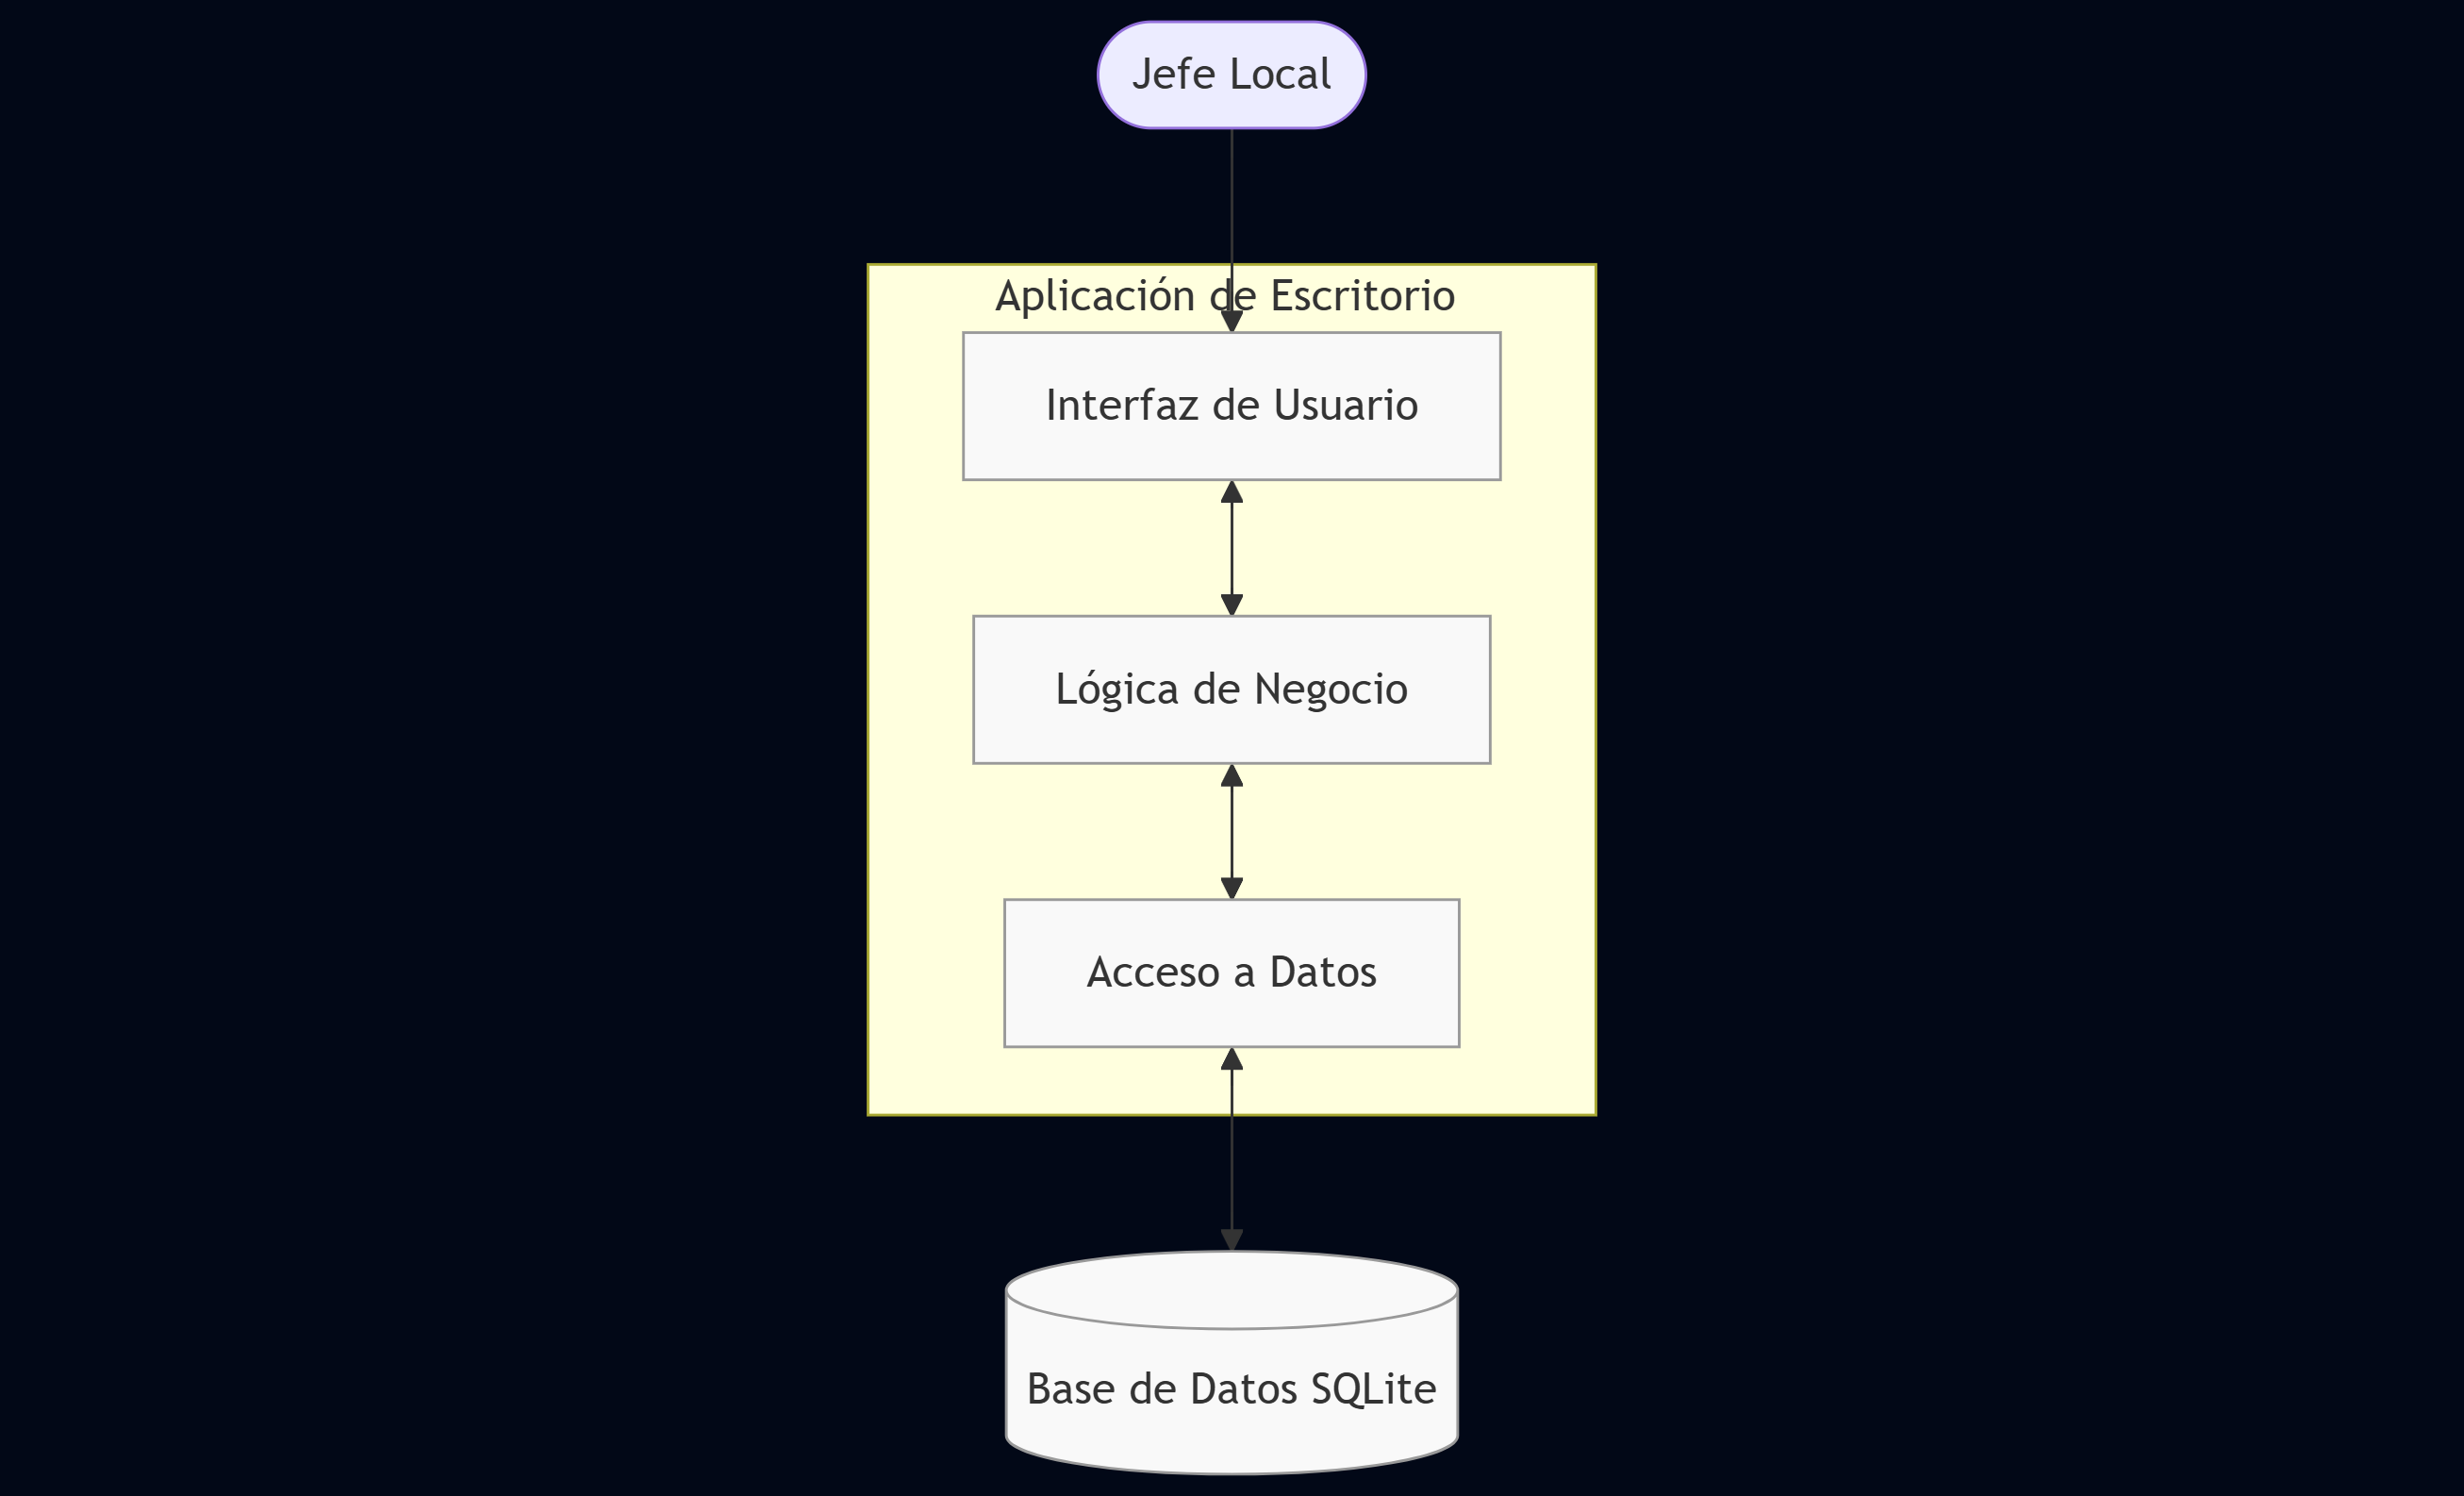 Jefe Local
Aplicación de Escritorio
Interfaz de Usuario
Lógica de Negocio
Acceso a Datos
Base de Datos SQLite